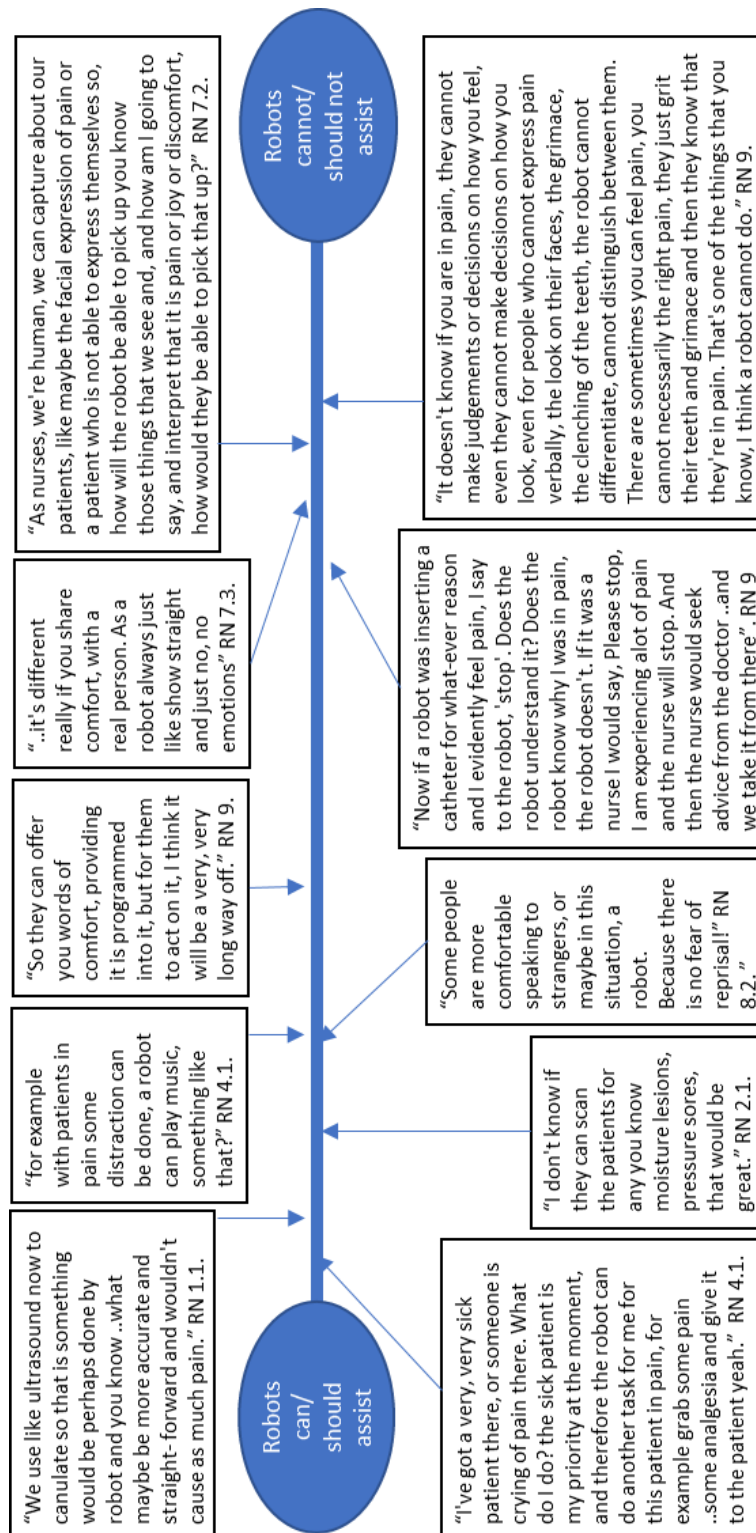 “We use like ultrasound now to
canulate so that is something
would be perhaps done by
robot and you know ..what
maybe be more accurate and
straight- forward and wouldn't
cause as much pain.” RN 1.1.
“for example
with patients in
pain some
distraction can
be done, a robot
can play music,
something like
that?” RN 4.1.
“So they can offer
you words of
comfort, providing
it is programmed
into it, but for them
to act on it, I think it
will be a very, very
long way off.” RN 9.
“..it's different
really if you share
comfort, with a
real person. As a
robot always just
like show straight
and just no, no
emotions” RN 7.3.
“As nurses, we're human, we can capture about our
patients, like maybe the facial expression of pain or
a patient who is not able to express themselves so,
how will the robot be able to pick up you know
those things that we see and, and how am I going to
say, and interpret that it is pain or joy or discomfort,
how would they be able to pick that up?” RN 7.2.
Robots
can/
should
assist
Robots
cannot/
should not
assist
“I've got a very, very sick
patient there, or someone is
crying of pain there. What
do I do? the sick patient is
my priority at the moment,
and therefore the robot can
do another task for me for
this patient in pain, for
example grab some pain
..some analgesia and give it
to the patient yeah.” RN 4.1.
“I don't know if
they can scan
the patients for
any you know
moisture lesions,
pressure sores,
that would be
great.” RN 2.1.
“Some people
are more
comfortable
speaking to
strangers, or
maybe in this
situation, a
robot.
Because there
is no fear of
reprisal!” RN
8.2.”
“Now if a robot was inserting a
catheter for what-ever reason
and I evidently feel pain, I say
to the robot, 'stop'. Does the
robot understand it? Does the
robot know why I was in pain,
the robot doesn't. If it was a
nurse I would say, Please stop,
I am experiencing alot of pain
and the nurse will stop. And
then the nurse would seek
advice from the doctor ..and
we take it from there”. RN 9
“It doesn't know if you are in pain, they cannot
make judgements or decisions on how you feel,
even they cannot make decisions on how you
look, even for people who cannot express pain
verbally, the look on their faces, the grimace,
the clenching of the teeth, the robot cannot
differentiate, cannot distinguish between them.
There are sometimes you can feel pain, you
cannot necessarily the right pain, they just grit
their teeth and grimace and then they know that
they're in pain. That's one of the things that you
know, I think a robot cannot do.” RN 9.